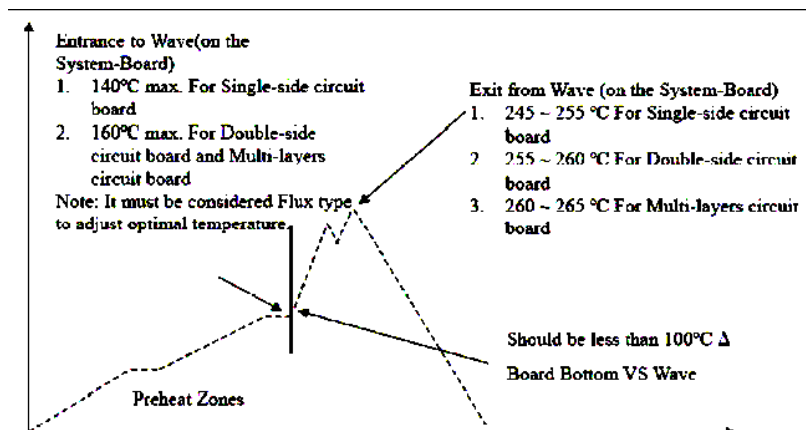 Entrance to Wave(on the
System-Board)
1. 140℃ max. For Single-side circuit
board
2. 160℃ max. For Double-side
circuit board and Multi-layers
circuit board
Note: It must be considered Flux type
to adjust optimal temperature
Exit from Wave (on the System-Board)
1. 245 ~ 255 ℃ For Single-side circuit
board
2 255 ~ 260 ℃ For Double-side circuit
board
3. 260 ~ 265 ℃ For Multi-layers circuit
board
Should be less than 100℃ Δ
Board Bottom VS Wave
Preheat Zones